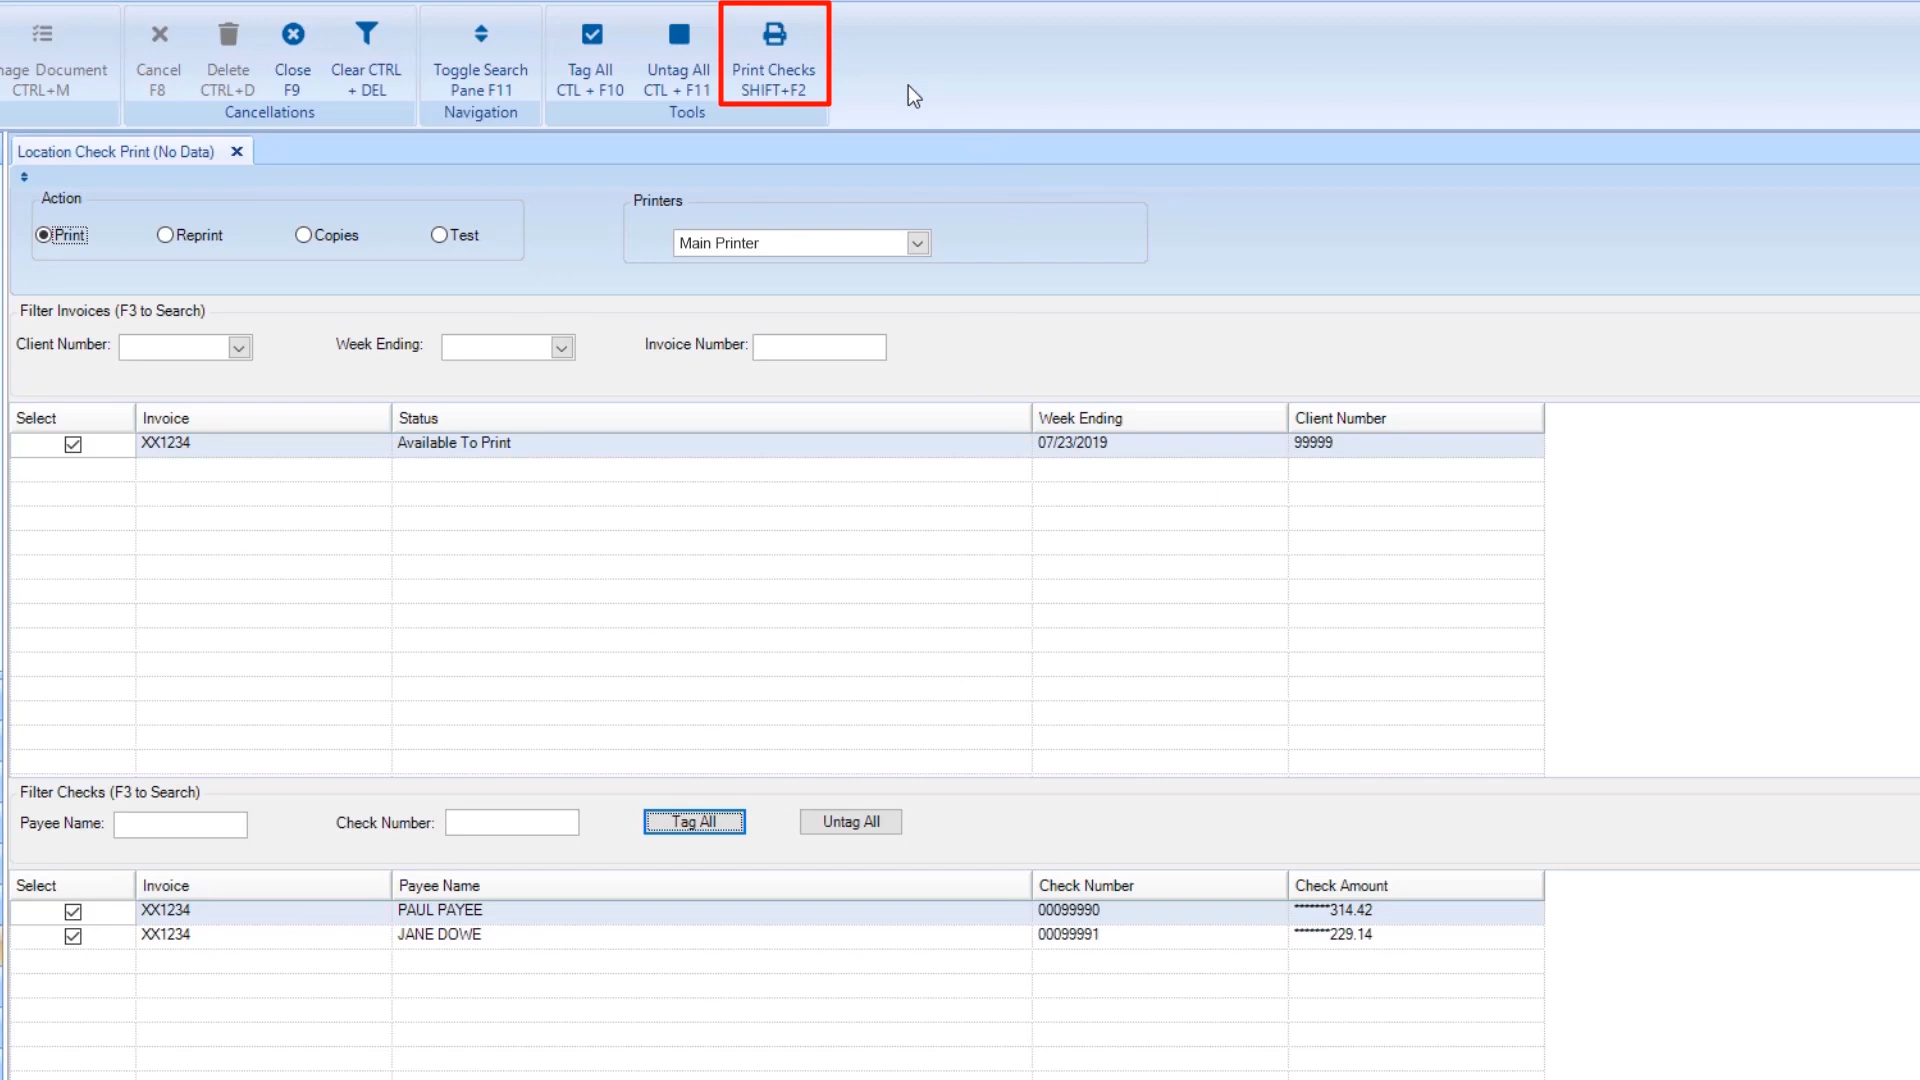 Document
CTRL+M
Cancel
F8
Delete
CTRL+D
Close
F9
Clear CTRL
+ DEL
Cancellations
Toggle Search
Pane F11
Navigation
Tag All
CTL + F10
Untag All
CTL + F11
Print Checks
SHIFT+F2
Tools
Location Check Print (No Data)
Action
Print
Reprint
Copies
Test
Printers
Main Printer
Filter Invoices (F3 to Search)
Client Number:
Week Ending:
Invoice Number:
Select Invoice Status Week Ending Client Number
XX1234 Available To Print 07/23/2019 99999
Filter Checks (F3 to Search)
Payee Name:
Check Number:
Tag All
Untag All
Select Invoice Payee Name Check Number Check Amount
XX1234 PAUL PAYEE 00099990 *******314.42
XX1234 JANE DOWE 00099991 *******229.14